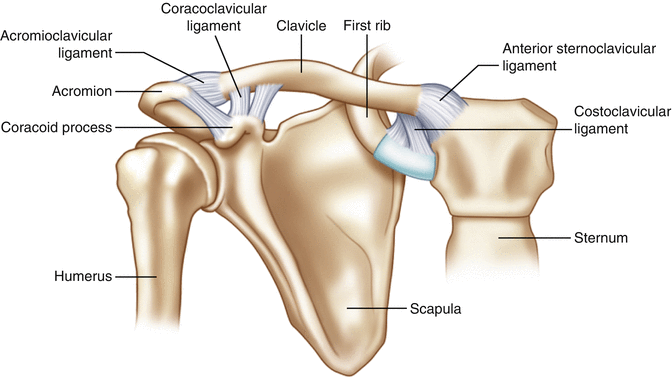 Coracoclavicular
ligament
Clavicle
First rib
Acromioclavicular
ligament
Anterior sternoclavicular
ligament
Acromion
Costoclavicular
ligament
Coracoid process
Sternum
Humerus
Scapula